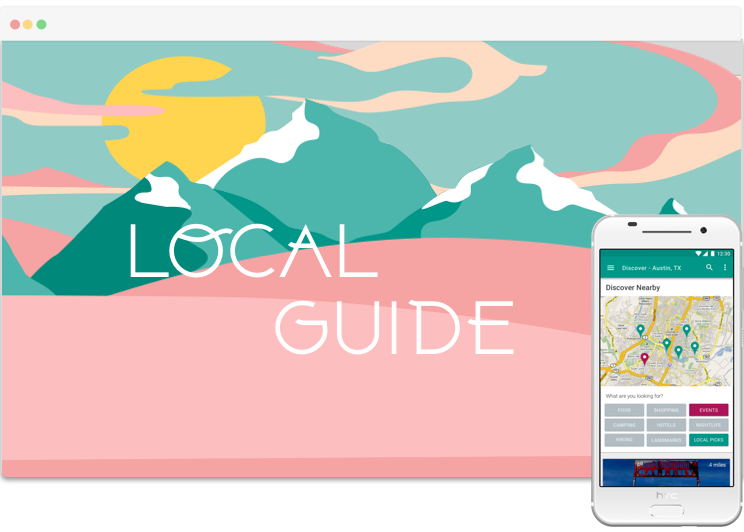 LOCAL
GUIDE
12:30
Discover - Austin, TX
Discover Nearby
What are you looking for?
FOOD SHOPPING EVENTS
CAMPING HOTELS NIGHTLIFE
HIKING LANDMARKS LOCAL PICKS
.4 miles
htc